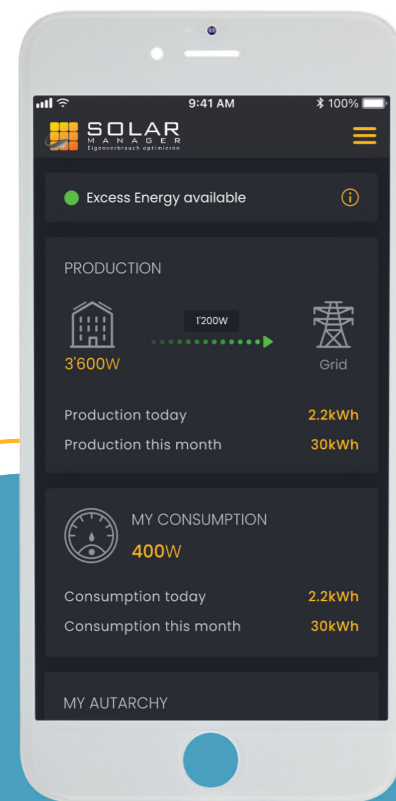 9:41 AM
100%
SOLAR
MANAGER
Eigenverbrauch optimieren
Excess Energy available
PRODUCTION
1'200W
3'600W
Grid
Production today 2.2kWh
Production this month 30kWh
MY CONSUMPTION
400W
Consumption today 2.2kWh
Consumption this month 30kWh
MY AUTARCHY